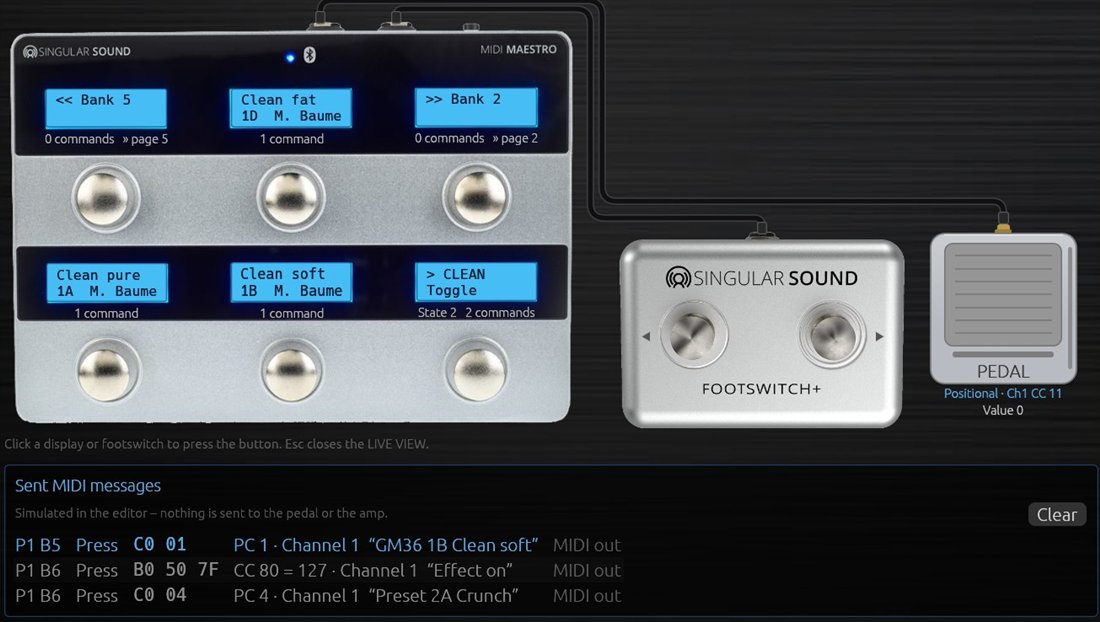 SINGULAR SOUND
MIDI MAESTRO
<< Bank 5
0 commands » page 5
Clean fat
1D M. Baume
1 command
>> Bank 2
0 commands » page 2
Clean pure
1A M. Baume
1 command
Clean soft
1B M. Baume
1 command
> CLEAN
Toggle
State 2 2 commands
SINGULAR SOUND
FOOTSWITCH+
PEDAL
Positional · Ch1 CC 11
Value 0
Click a display or footswitch to press the button. Esc closes the LIVE VIEW.
Sent MIDI messages
Simulated in the editor – nothing is sent to the pedal or the amp.
Clear
P1 B5 Press C0 01 PC 1 · Channel 1 “GM36 1B Clean soft” MIDI out
P1 B6 Press B0 50 7F CC 80 = 127 · Channel 1 “Effect on” MIDI out
P1 B6 Press C0 04 PC 4 · Channel 1 “Preset 2A Crunch” MIDI out